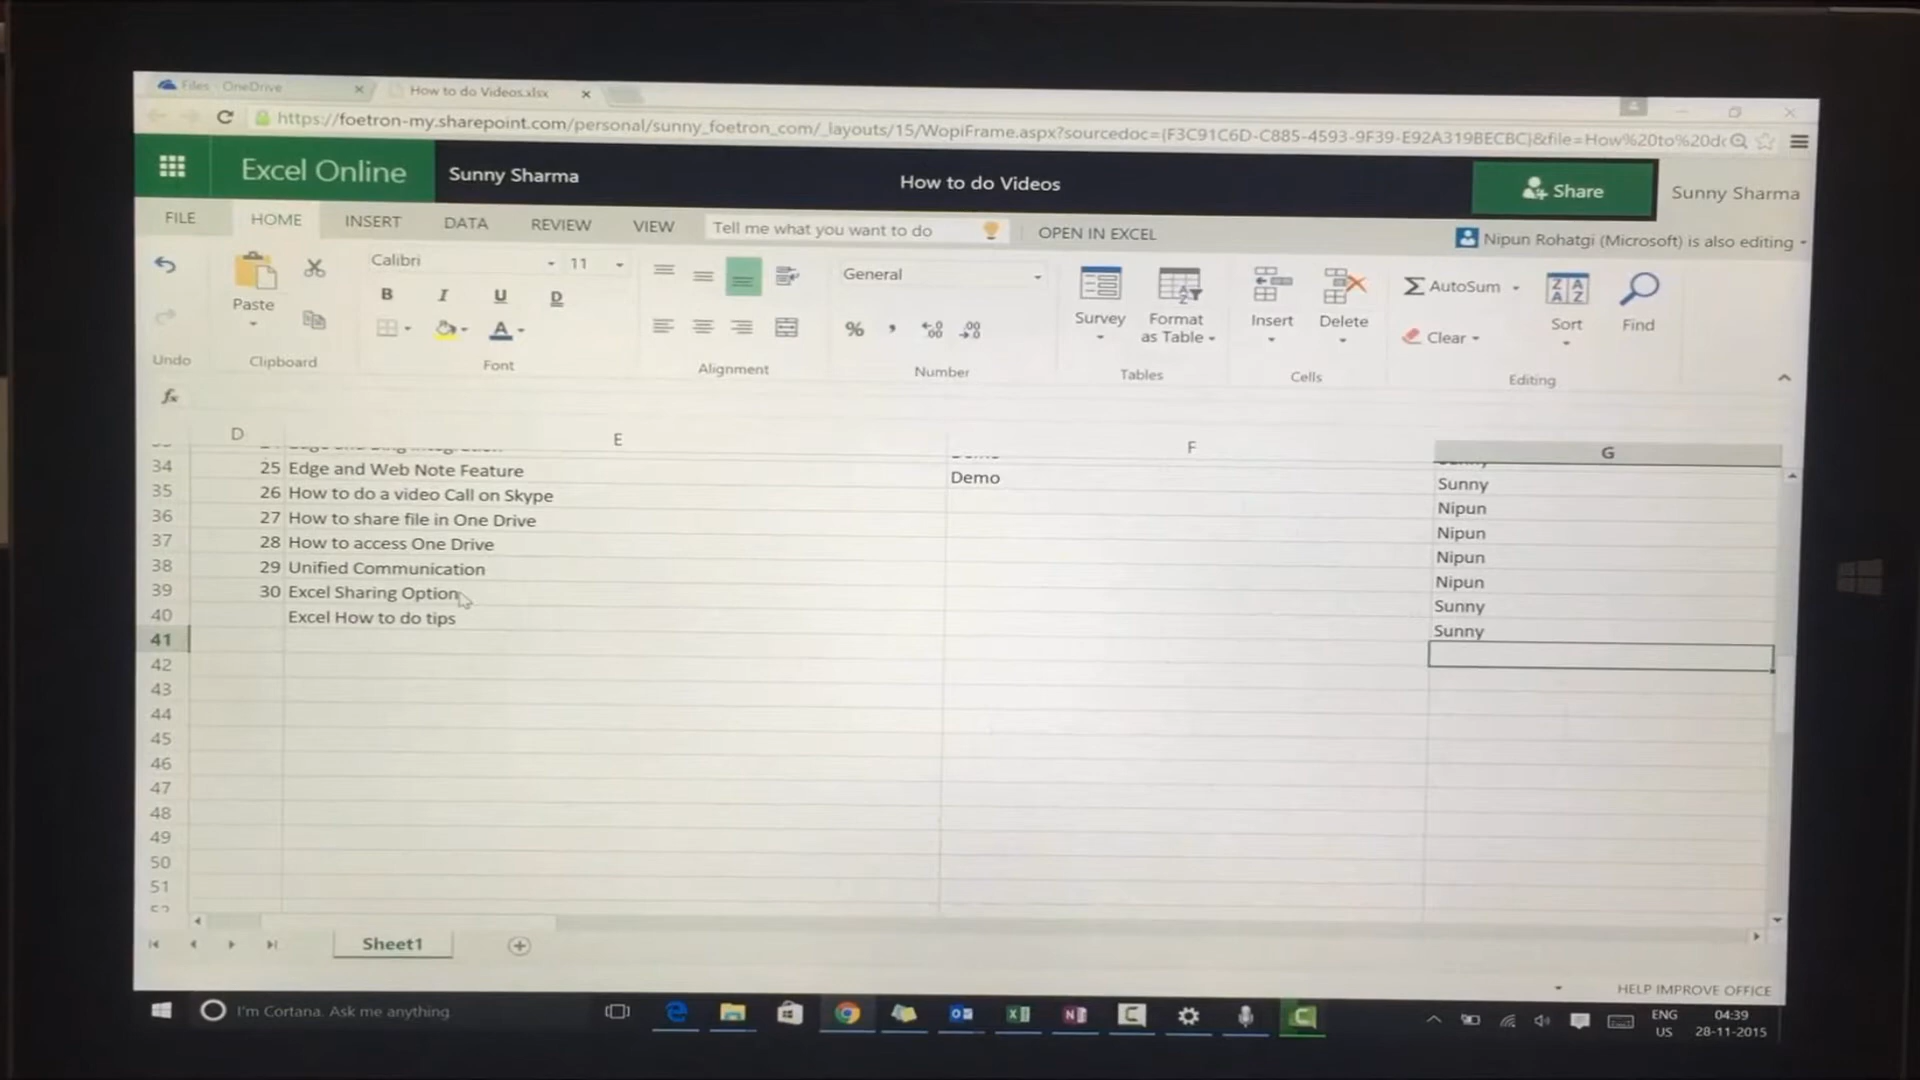 Files - OneDrive
How to do Videos.xlsx
https://foetron-my.sharepoint.com/personal/sunny_foetron_com/_layouts/15/WopiFrame.aspx?sourcedoc={F3C91C6D-C885-4593-9F39-E92A319BECBC}&file=How%20to%20do
Excel Online
Sunny Sharma
How to do Videos
Share
Sunny Sharma
FILE
HOME
INSERT
DATA
REVIEW
VIEW
Tell me what you want to do
OPEN IN EXCEL
Nipun Rohatgi (Microsoft) is also editing
Undo
Paste
Clipboard
Calibri
11
B I U D
A
Font
Alignment
General
% , .00
Number
Survey
Format
as Table
Tables
Insert
Delete
Cells
AutoSum
Clear
Sort
Find
Editing
fx
D E F G
34 25 Edge and Web Note Feature Demo Sunny
35 26 How to do a video Call on Skype Nipun
36 27 How to share file in One Drive Nipun
37 28 How to access One Drive Nipun
38 29 Unified Communication Nipun
39 30 Excel Sharing Option Sunny
40 Excel How to do tips Sunny
41
42
43
44
45
46
47
48
49
50
51
Sheet1
HELP IMPROVE OFFICE
I'm Cortana. Ask me anything
ENG
US
04:39
28-11-2015